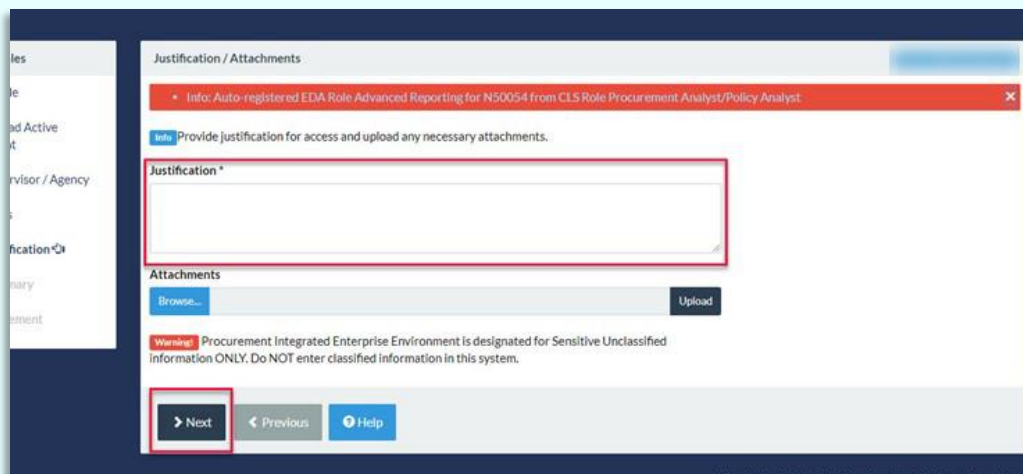 les
Justification / Attachments
le
Info: Auto-registered EDA Role Advanced Reporting for N50054 from CLS Role Procurement Analyst/Policy Analyst
ad Active
Info Provide justification for access and upload any necessary attachments.
Justification *
rvisor / Agency
s
fication
Attachments
mary
Browse...
Upload
ement
Warning! Procurement Integrated Enterprise Environment is designated for Sensitive Unclassified
information ONLY. Do NOT enter classified information in this system.
Next
Previous
Help